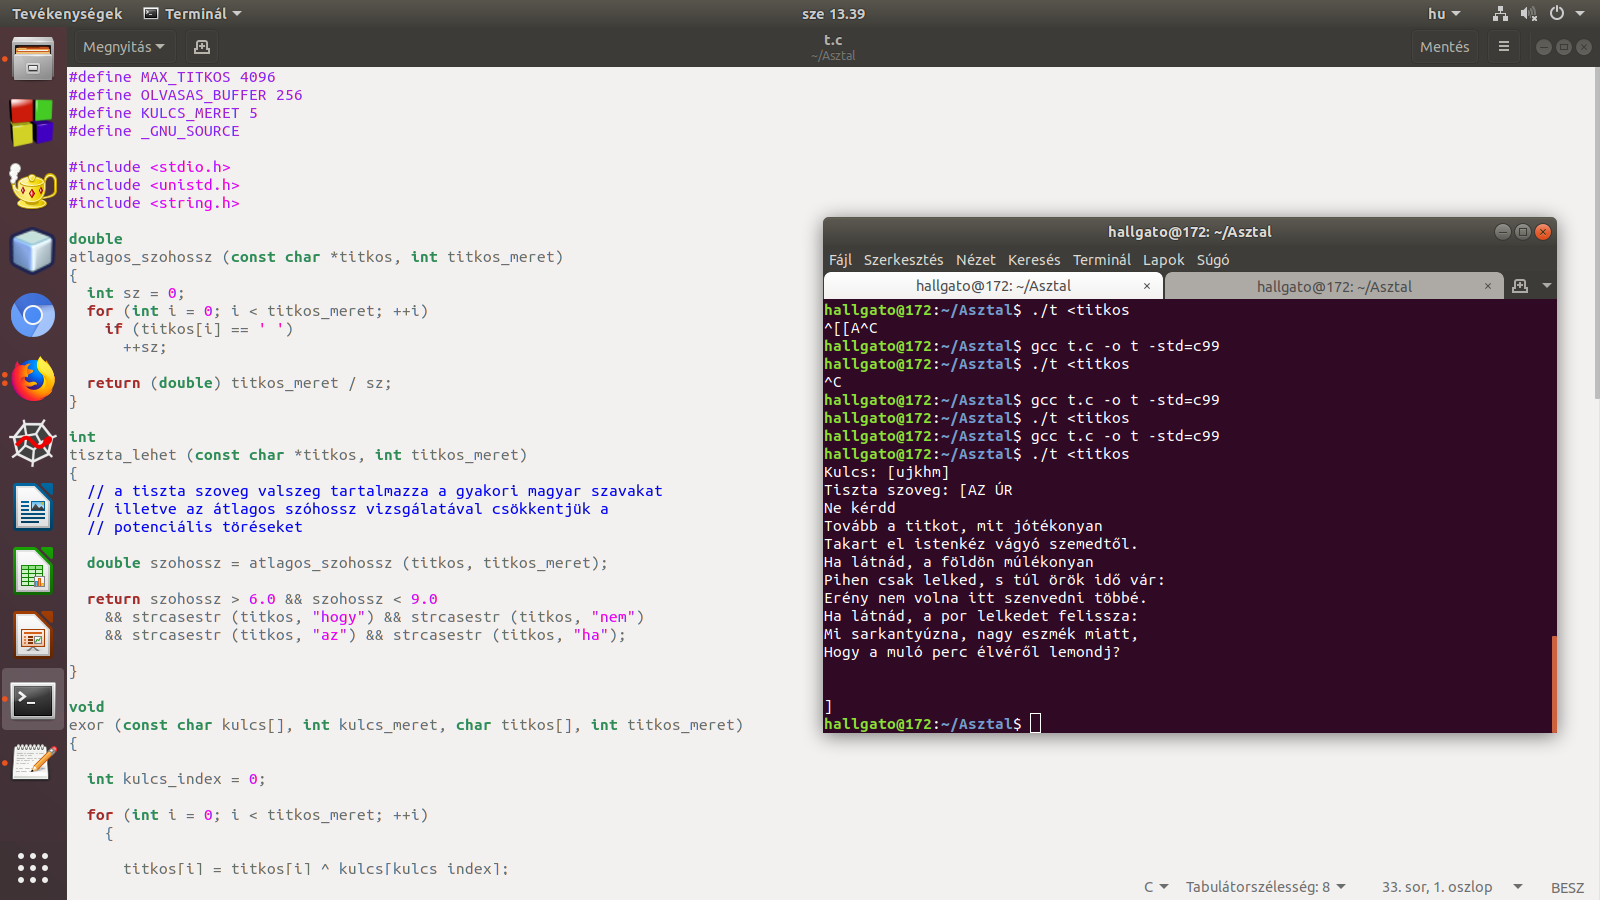 Tevékenységek Terminál sze 13.39 hu
Megnyitás t.c Mentés
~/Asztal
#define MAX_TITKOS 4096
#define OLVASAS_BUFFER 256
#define KULCS_MERET 5
#define _GNU_SOURCE
#include <stdio.h>
#include <unistd.h>
#include <string.h>
double
atlagos_szohossz (const char *titkos, int titkos_meret)
{
int sz = 0;
for (int i = 0; i < titkos_meret; ++i)
if (titkos[i] == ' ')
++sz;
return (double) titkos_meret / sz;
}
int
tiszta_lehet (const char *titkos, int titkos_meret)
{
// a tiszta szoveg valszeg tartalmazza a gyakori magyar szavakat
// illetve az átlagos szóhossz vizsgálatával csökkentjük a
// potenciális töréseket
double szohossz = atlagos_szohossz (titkos, titkos_meret);
return szohossz > 6.0 && szohossz < 9.0
&& strcasestr (titkos, "hogy") && strcasestr (titkos, "nem")
&& strcasestr (titkos, "az") && strcasestr (titkos, "ha");
}
void
exor (const char kulcs[], int kulcs_meret, char titkos[], int titkos_meret)
{
int kulcs_index = 0;
for (int i = 0; i < titkos_meret; ++i)
{
titkos[i] = titkos[i] ^ kulcs[kulcs_index];
hallgato@172: ~/Asztal
Fájl Szerkesztés Nézet Keresés Terminál Lapok Súgó
hallgato@172: ~/Asztal × hallgato@172: ~/Asztal ×
hallgato@172:~/Asztal$ ./t <titkos
^[[A^C
hallgato@172:~/Asztal$ gcc t.c -o t -std=c99
hallgato@172:~/Asztal$ ./t <titkos
^C
hallgato@172:~/Asztal$ gcc t.c -o t -std=c99
hallgato@172:~/Asztal$ ./t <titkos
hallgato@172:~/Asztal$ gcc t.c -o t -std=c99
hallgato@172:~/Asztal$ ./t <titkos
Kulcs: [ujkhm]
Tiszta szoveg: [AZ ÚR
Ne kérdd
Tovább a titkot, mit jótékonyan
Takart el istenkéz vágyó szemedtől.
Ha látnád, a földön múlékonyan
Pihen csak lelked, s túl örök idő vár:
Erény nem volna itt szenvedni többé.
Ha látnád, a por lelkedet felissza:
Mi sarkantyúzna, nagy eszmék miatt,
Hogy a muló perc élvéről lemondj?
]
hallgato@172:~/Asztal$
C Tabulátorszélesség: 8 33. sor, 1. oszlop BESZ